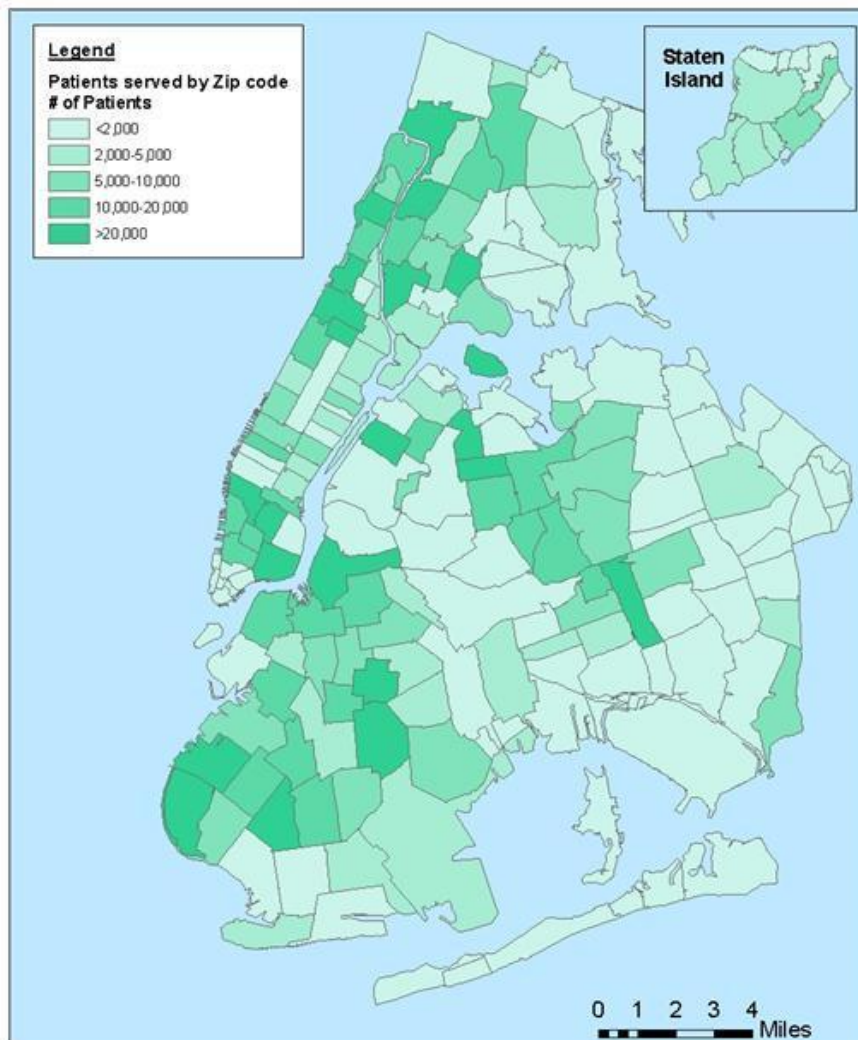 Legend
Patients served by Zip code
# of Patients
<2,000
2,000-5,000
5,000-10,000
10,000-20,000
>20,000
Staten
Island
0 1 2 3 4
Miles